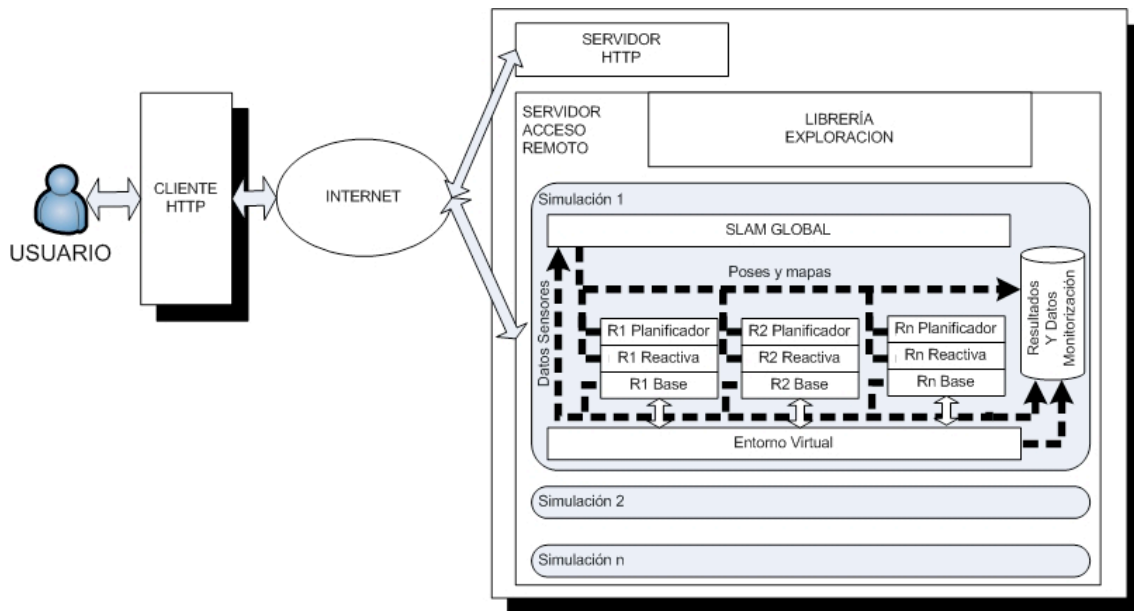 USUARIO
CLIENTE
HTTP
INTERNET
SERVIDOR
HTTP
SERVIDOR
ACCESO
REMOTO
LIBRERÍA
EXPLORACION
Simulación 1
SLAM GLOBAL
Datos Sensores
Poses y mapas
R1 Planificador
R1 Reactiva
R1 Base
R2 Planificador
R2 Reactiva
R2 Base
Rn Planificador
Rn Reactiva
Rn Base
Resultados
Y Datos
Monitorización
Entorno Virtual
Simulación 2
Simulación n